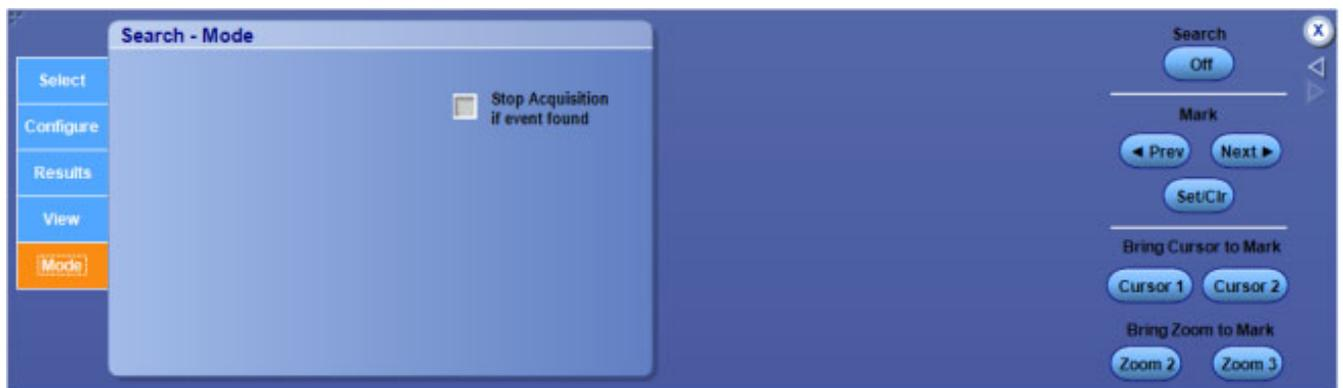 Search - Mode
Select
Configure
Results
View
Mode
Stop Acquisition
if event found
Search
Off
X
Mark
◄ Prev
Next ►
Set/Clr
Bring Cursor to Mark
Cursor 1
Cursor 2
Bring Zoom to Mark
Zoom 2
Zoom 3